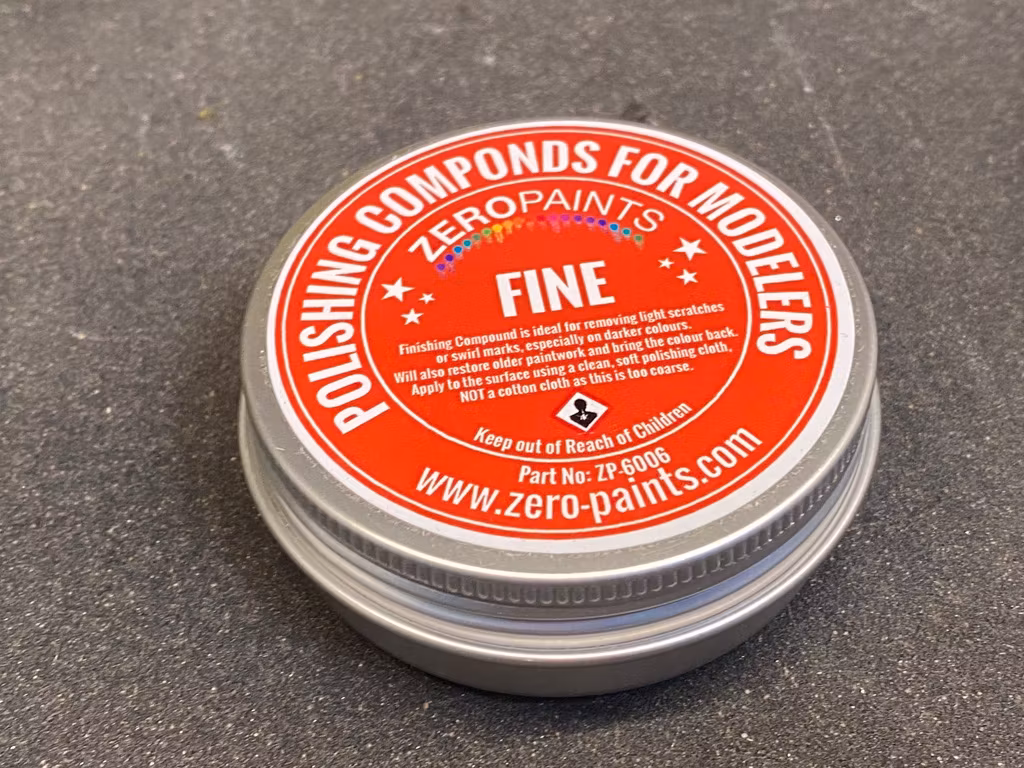 POLISHING COMPONDS FOR MODELERS
ZEROPAINTS
FINE
Finishing Compound is ideal for removing light scratches
or swirl marks, especially on darker colours.
Will also restore older paintwork and bring the colour back.
Apply to the surface using a clean, soft polishing cloth,
NOT a cotton cloth as this is too coarse.
Keep out of Reach of Children
Part No: ZP-6006
www.zero-paints.com